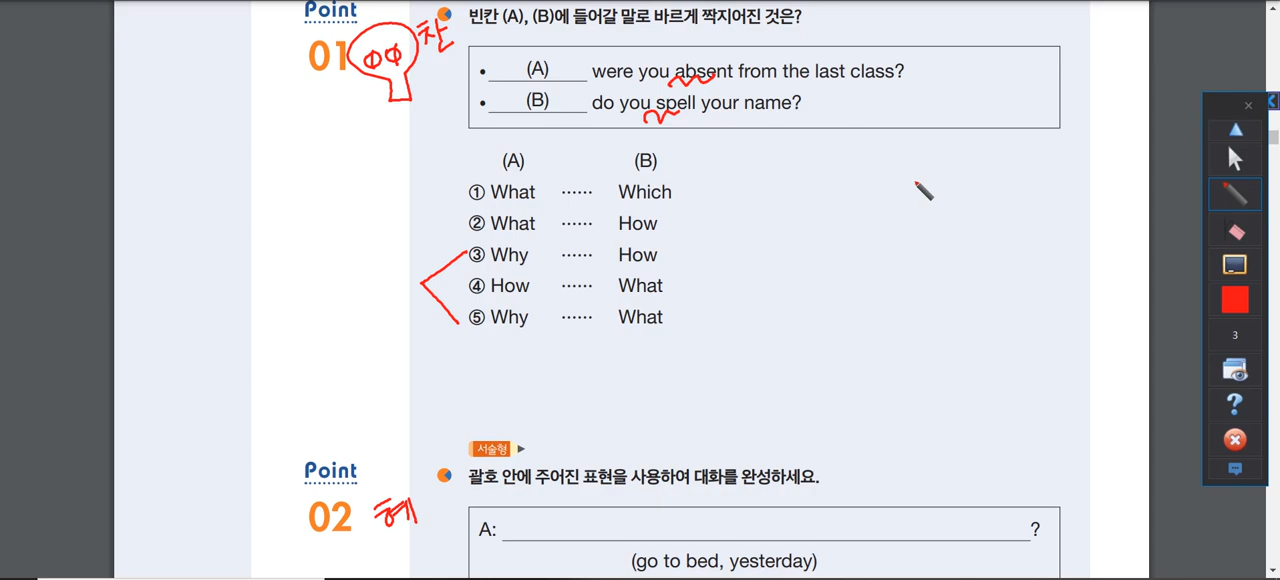 Point
01
찬
빈칸 (A), (B)에 들어갈 말로 바르게 짝지어진 것은?
• (A) were you absent from the last class?
• (B) do you spell your name?
(A) (B)
① What ······ Which
② What ······ How
③ Why ······ How
④ How ······ What
⑤ Why ······ What
3
서술형
Point
02
혜
괄호 안에 주어진 표현을 사용하여 대화를 완성하세요.
A: ?
(go to bed, yesterday)